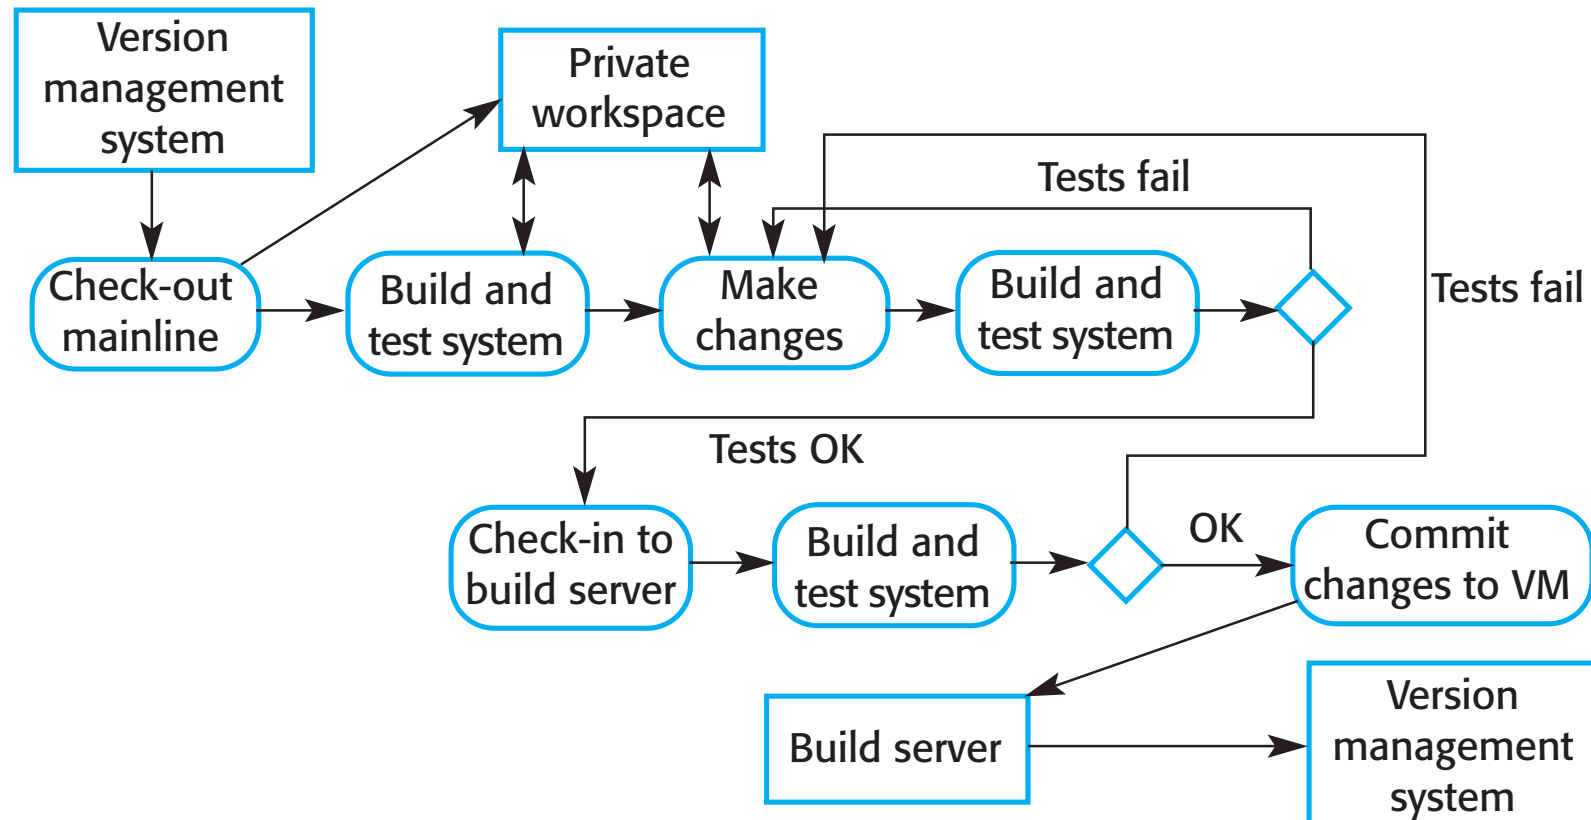 Version
management
system
Private
workspace
Tests fail
Check-out
mainline
Build and
test system
Make
changes
Build and
test system
Tests fail
Tests OK
Check-in to
build server
Build and
test system
OK
Commit
changes to VM
Build server
Version
management
system